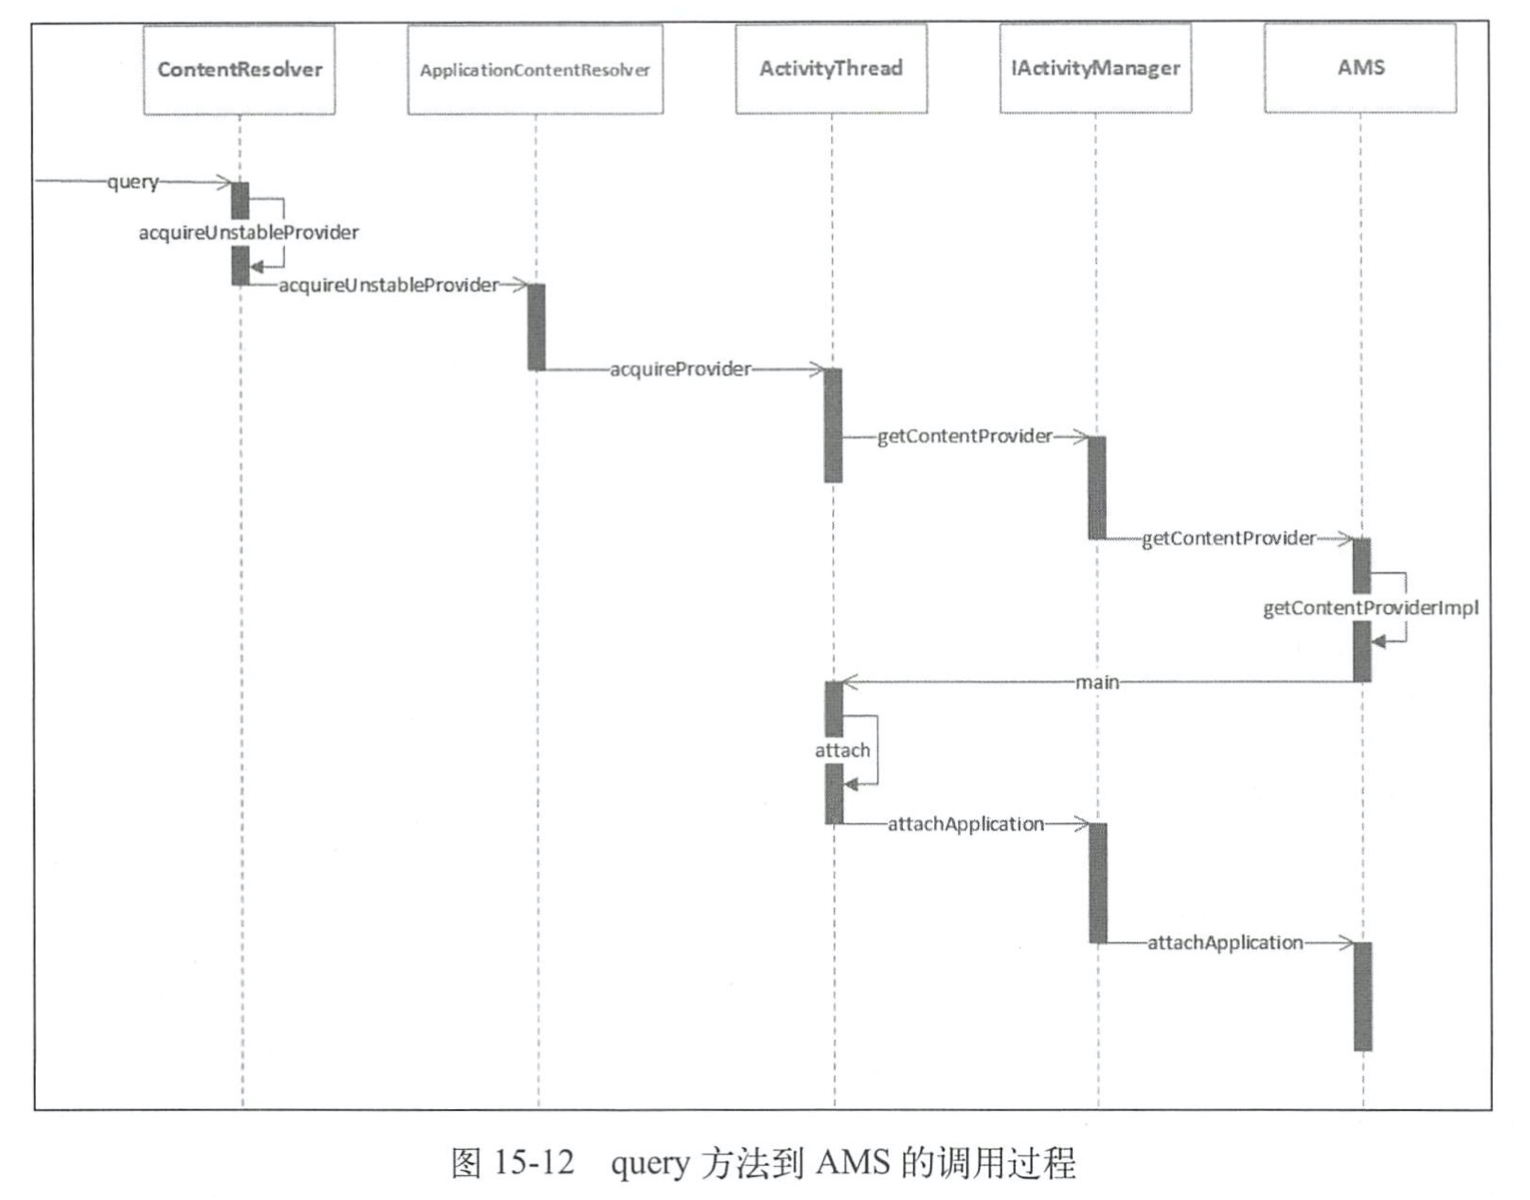 ContentResolver
ApplicationContentResolver
ActivityThread
IActivityManager
AMS
query
acquireUnstableProvider
acquireUnstableProvider
acquireProvider
getContentProvider
getContentProvider
getContentProviderImpl
main
attach
attachApplication
attachApplication
图 15-12 query 方法到 AMS 的调用过程